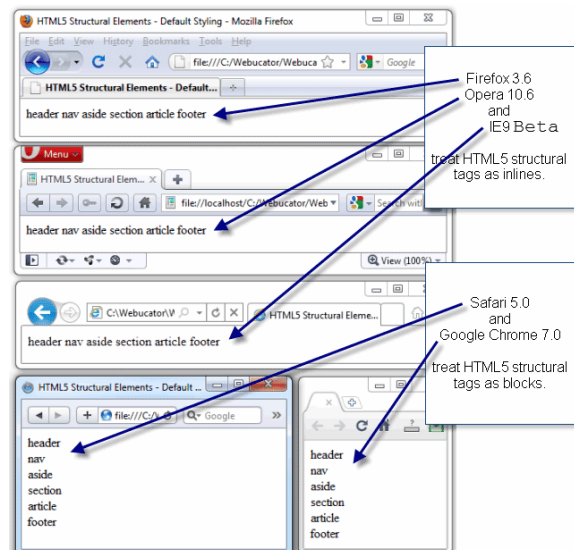 HTML5 Structural Elements - Default Styling - Mozilla Firefox
File Edit View History Bookmarks Tools Help
file:///C:/Webucator/Webuca
Google
HTML5 Structural Elements - Default...
header nav aside section article footer
Firefox 3.6
Opera 10.6
and
IE9 Beta
treat HTML5 structural
tags as inlines.
Menu
HTML5 Structural Elem...
file://localhost/C:/Webucator/Web
Search with
header nav aside section article footer
View (100%)
C:\Webucator\W
HTML5 Structural Eleme...
header nav aside section article footer
Safari 5.0
and
Google Chrome 7.0
treat HTML5 structural
tags as blocks.
HTML5 Structural Elements - Default ...
file:///C:/\
Google
header
nav
aside
section
article
footer
header
nav
aside
section
article
footer